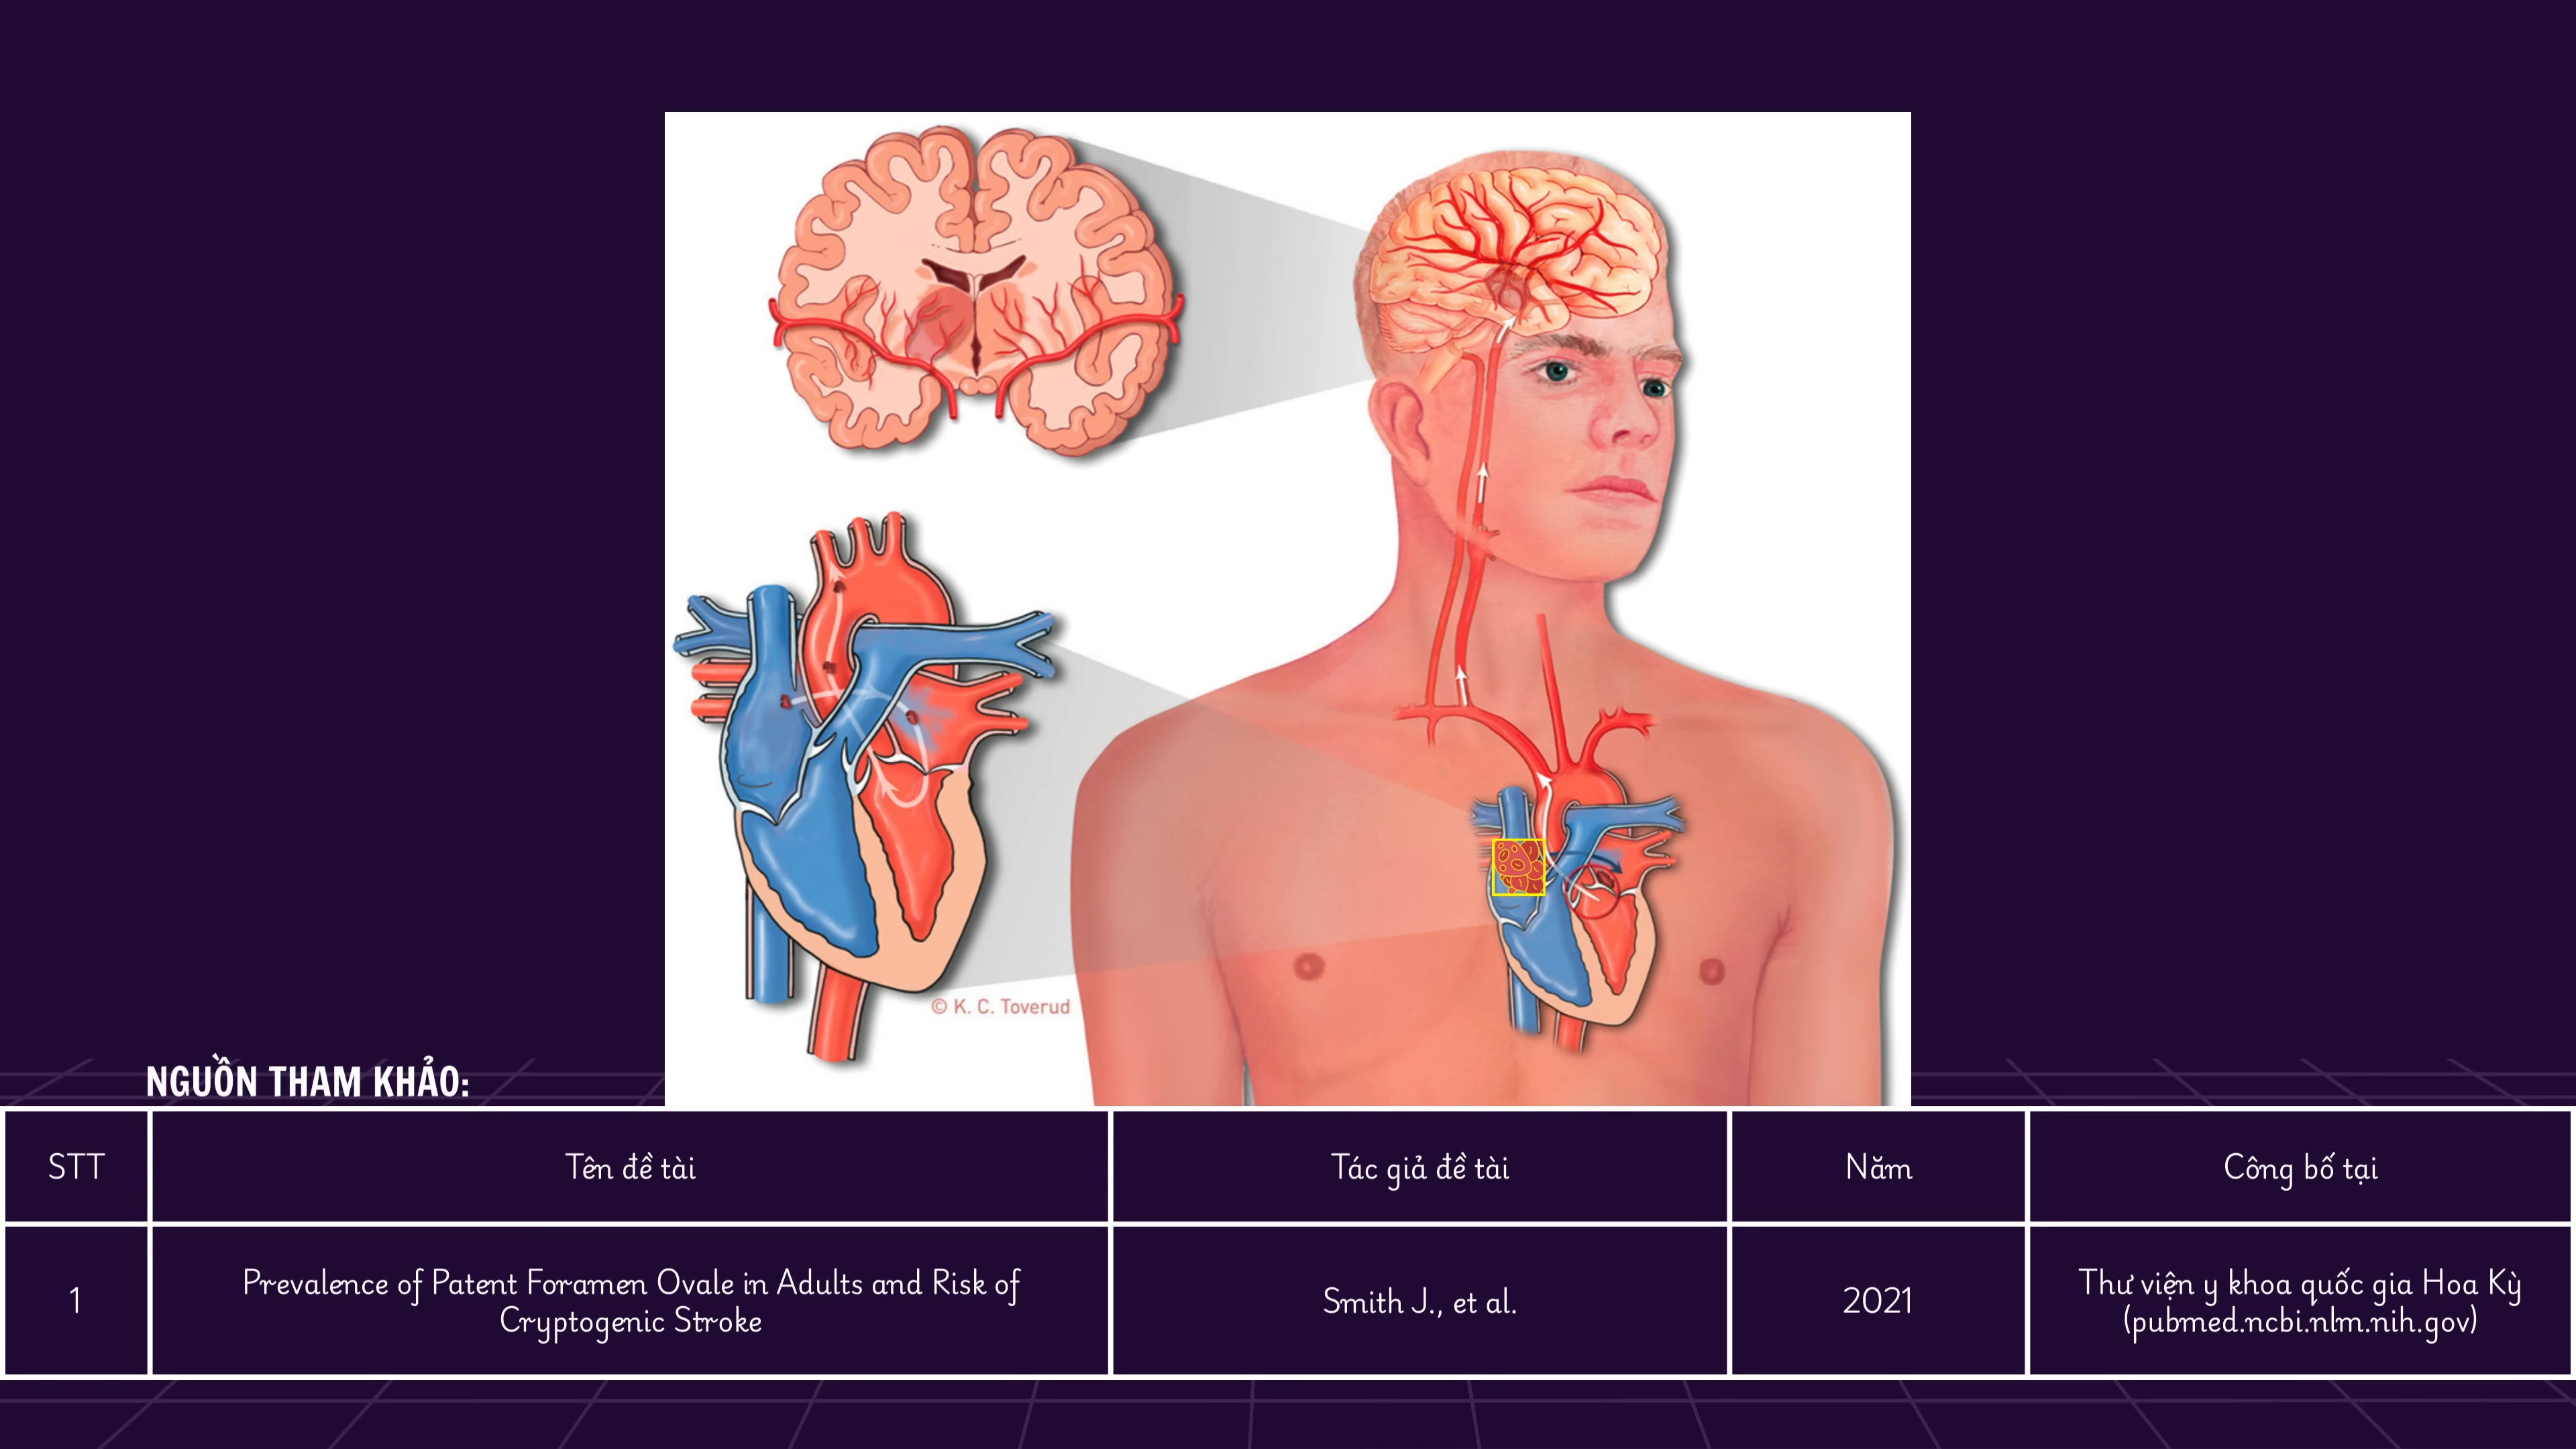 © K. C. Toverud
NGUỒN THAM KHẢO:
STT
Tên đề tài
Tác giả đề tài
Năm
Công bố tại
1
Prevalence of Patent Foramen Ovale in Adults and Risk of
Cryptogenic Stroke
Smith J., et al.
2021
Thư viện y khoa quốc gia Hoa Kỳ
(pubmed.ncbi.nlm.nih.gov)